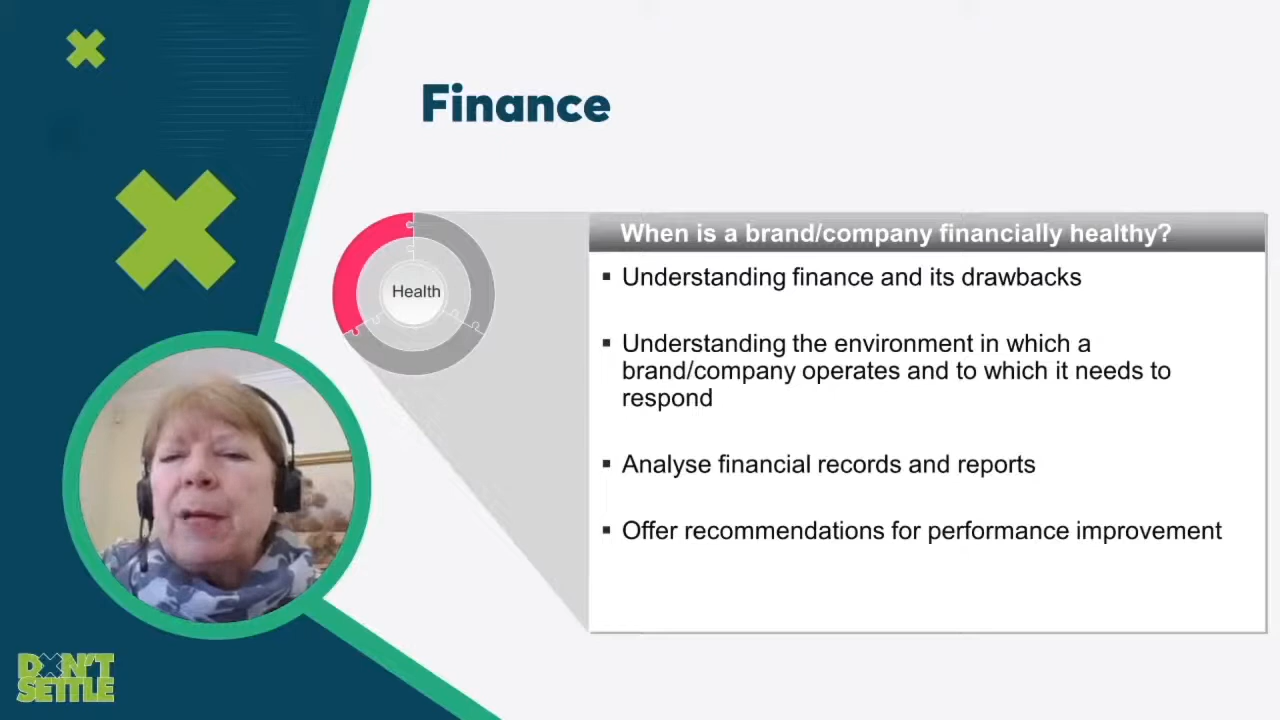 Finance
Health
When is a brand/company financially healthy?
▪ Understanding finance and its drawbacks
▪ Understanding the environment in which a
brand/company operates and to which it needs to
respond
▪ Analyse financial records and reports
▪ Offer recommendations for performance improvement
DON'T
SETTLE